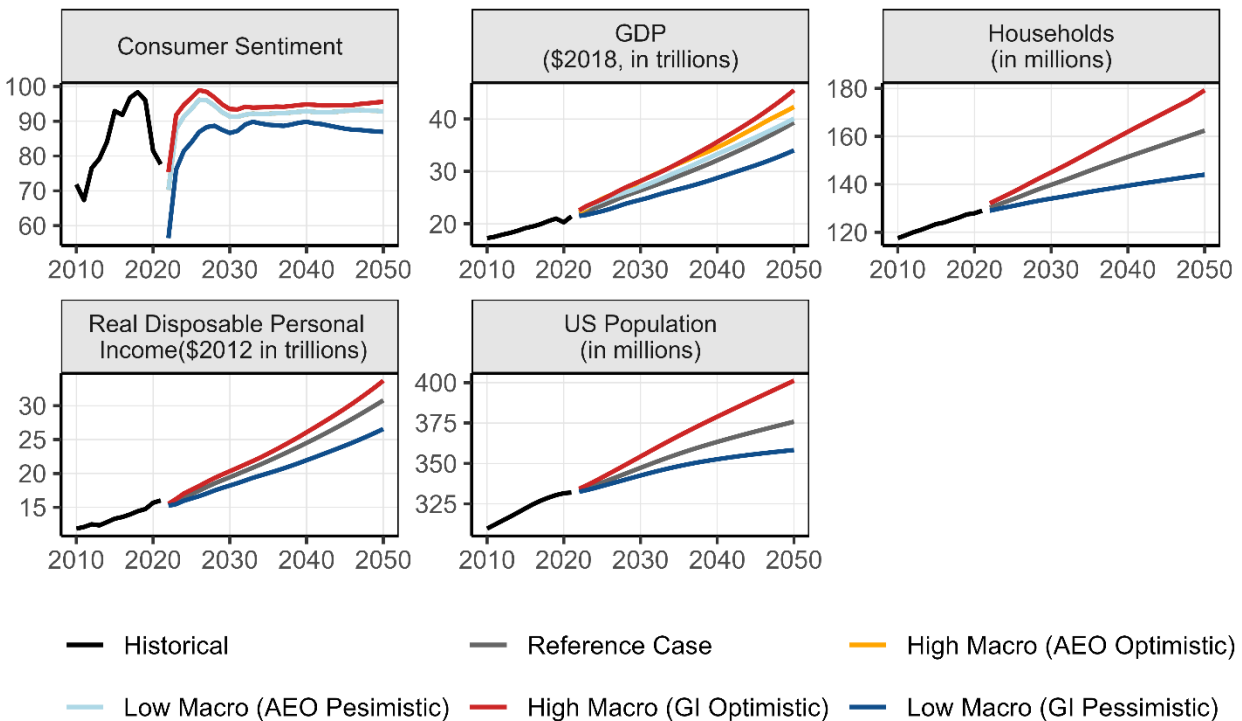 Consumer Sentiment
100
90
80
70
60
2010 2020 2030 2040 2050
GDP
($2018, in trillions)
40
30
20
2010 2020 2030 2040 2050
Households
(in millions)
180
160
140
120
2010 2020 2030 2040 2050
Real Disposable Personal
Income($2012 in trillions)
30
25
20
15
2010 2020 2030 2040 2050
US Population
(in millions)
400
375
350
325
2010 2020 2030 2040 2050
Historical
Reference Case
High Macro (AEO Optimistic)
Low Macro (AEO Pesimistic)
High Macro (GI Optimistic)
Low Macro (GI Pessimistic)